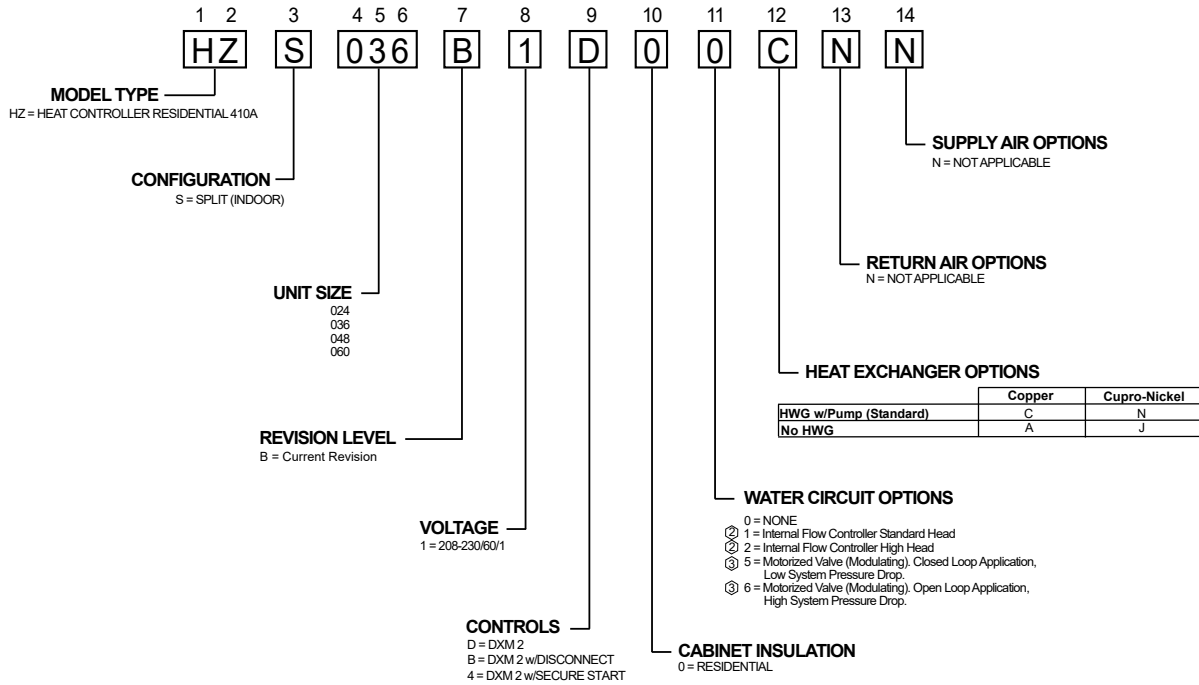 1 2 3 4 5 6 7 8 9 10 11 12 13 14
HZ S 036 B 1 D 0 0 C N N
MODEL TYPE
HZ = HEAT CONTROLLER RESIDENTIAL 410A
CONFIGURATION
S = SPLIT (INDOOR)
UNIT SIZE
024
036
048
060
REVISION LEVEL
B = Current Revision
VOLTAGE
1 = 208-230/60/1
CONTROLS
D = DXM 2
B = DXM 2 w/DISCONNECT
4 = DXM 2 w/SECURE START
SUPPLY AIR OPTIONS
N = NOT APPLICABLE
RETURN AIR OPTIONS
N = NOT APPLICABLE
HEAT EXCHANGER OPTIONS
Copper Cupro-Nickel
HWG w/Pump (Standard) C N
No HWG A J
WATER CIRCUIT OPTIONS
0 = NONE
2 1 = Internal Flow Controller Standard Head
2 2 = Internal Flow Controller High Head
3 5 = Motorized Valve (Modulating). Closed Loop Application,
Low System Pressure Drop.
3 6 = Motorized Valve (Modulating). Open Loop Application,
High System Pressure Drop.
CABINET INSULATION
0 = RESIDENTIAL